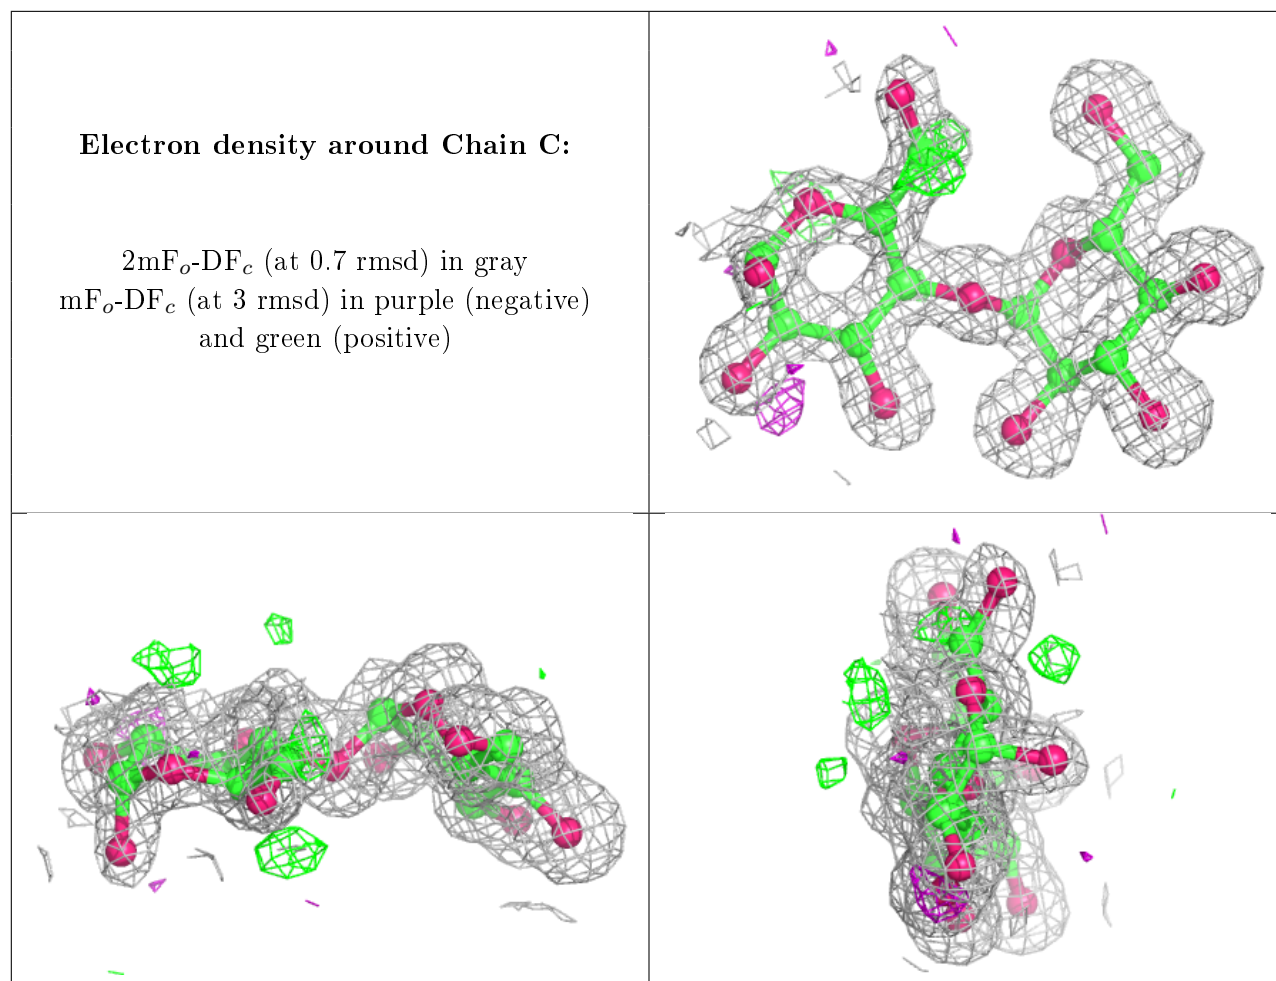 Electron density around Chain C:
2mFₒ-DF𝒸 (at 0.7 rmsd) in gray
mFₒ-DF𝒸 (at 3 rmsd) in purple (negative)
and green (positive)